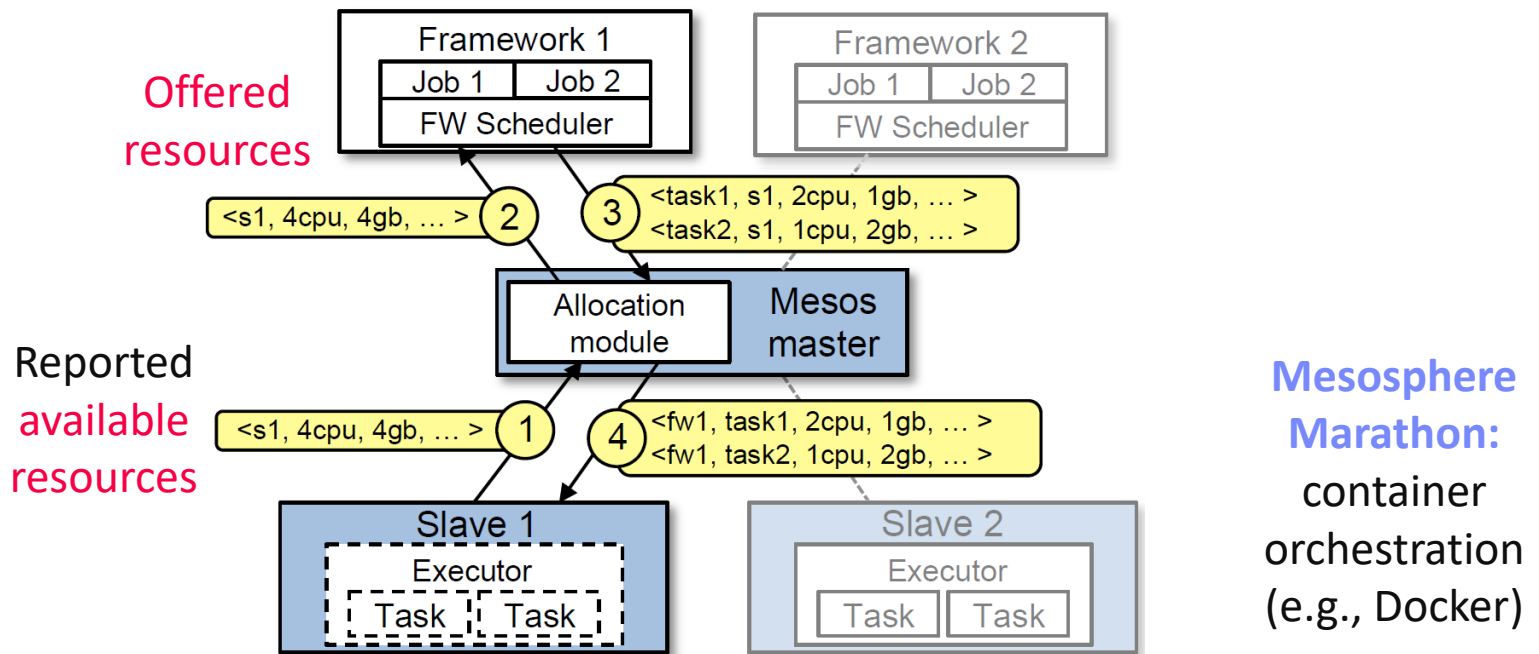 Framework 1
Job 1 Job 2
FW Scheduler
Framework 2
Job 1 Job 2
FW Scheduler
Offered
resources
<s1, 4cpu, 4gb, … >
2
3
<task1, s1, 2cpu, 1gb, … >
<task2, s1, 1cpu, 2gb, … >
Allocation
module
Mesos
master
Reported
available
resources
<s1, 4cpu, 4gb, … >
1
4
<fw1, task1, 2cpu, 1gb, … >
<fw1, task2, 1cpu, 2gb, … >
Slave 1
Executor
Task Task
Slave 2
Executor
Task Task
Mesosphere
Marathon:
container
orchestration
(e.g., Docker)